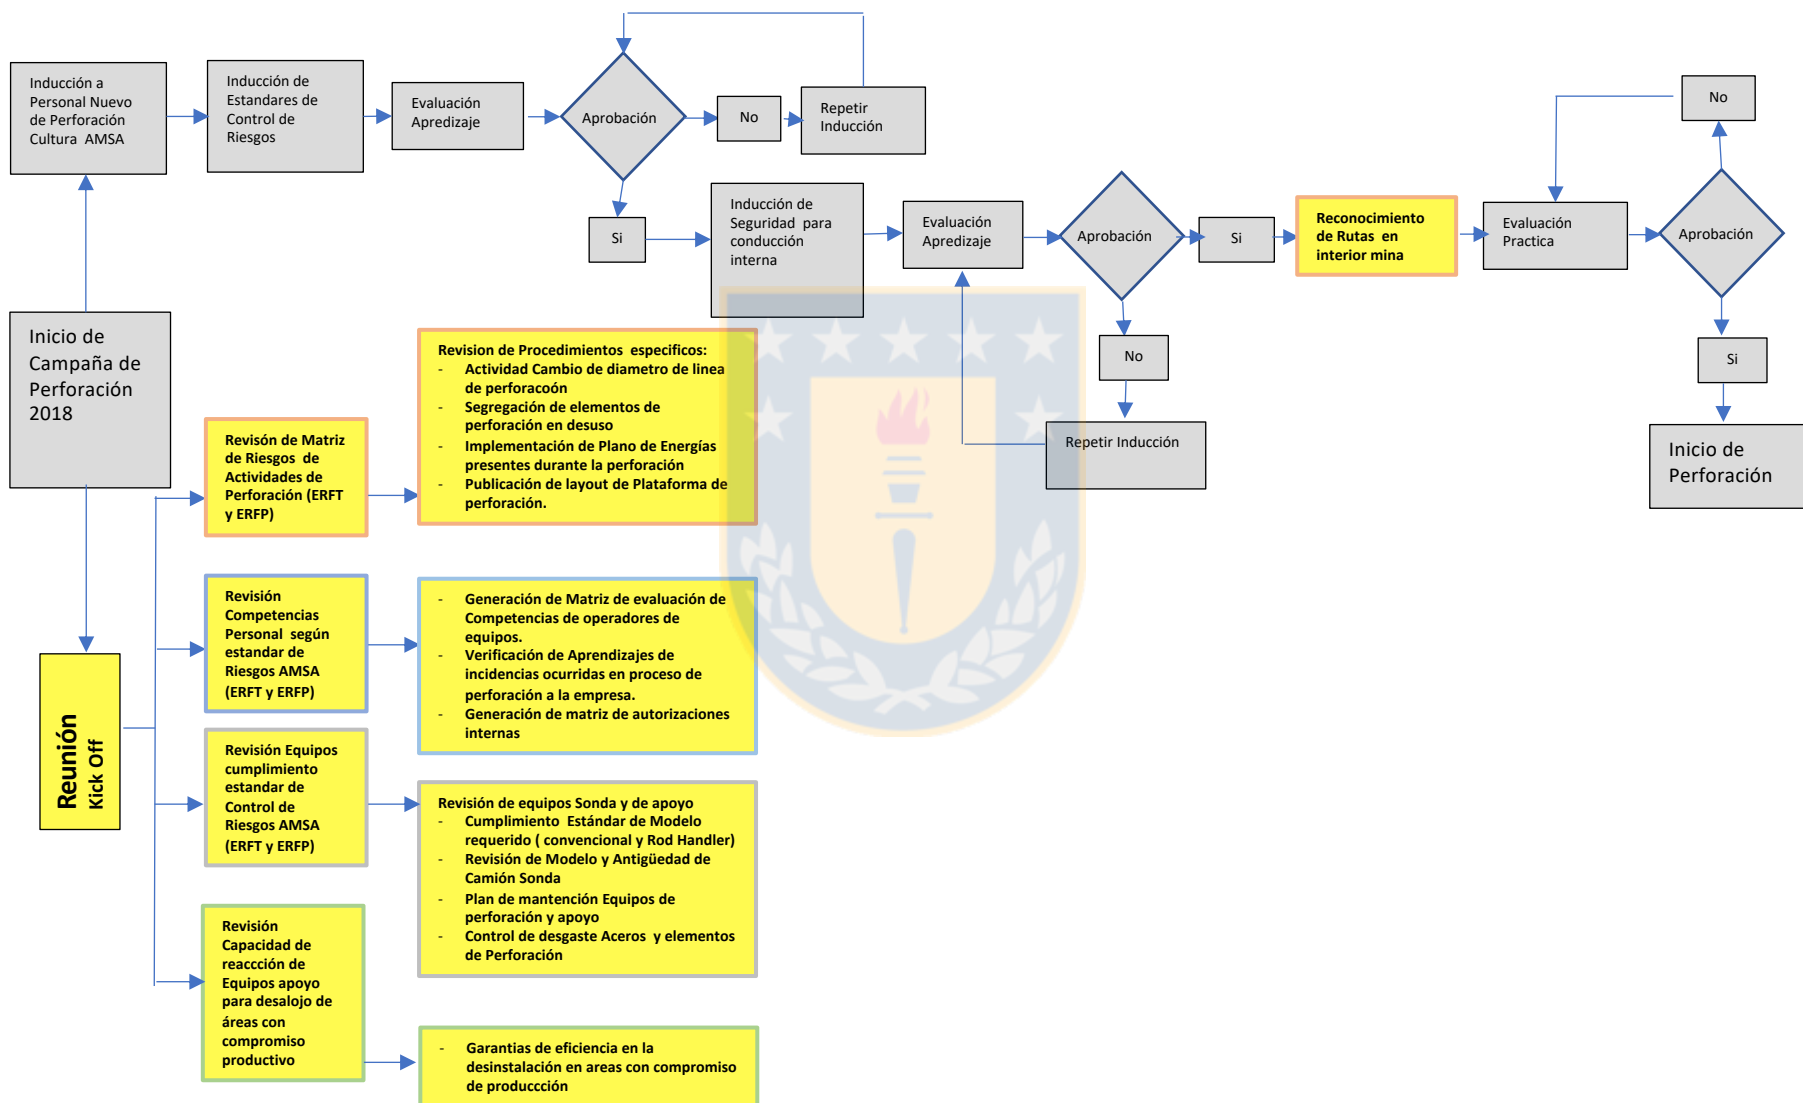 Inducción a
Personal Nuevo
de Perforación
Cultura  AMSA
Inducción de
Estandares de
Control de
Riesgos
Evaluación
Apredizaje
Aprobación
No
Repetir
Inducción
Si
Inducción de
Seguridad  para
conducción
interna
Evaluación
Apredizaje
Aprobación
Si
No
Repetir Inducción
Reconocimiento
de Rutas  en
interior mina
Evaluación
Practica
Aprobación
No
Si
Inicio de
Perforación
Inicio de
Campaña de
Perforación
2018
Reunión
Kick Off
Revisón de Matriz
de Riesgos  de
Actividades de
Perforación (ERFT
y ERFP)
Revision de Procedimientos  especificos:
- Actividad Cambio de diametro de linea
de perforacoón
- Segregación de elementos de
perforación en desuso
- Implementación de Plano de Energías
presentes durante la perforación
- Publicación de layout de Plataforma de
perforación.
Revisión
Competencias
Personal  según
estandar de
Riesgos AMSA
(ERFT y ERFP)
- Generación de Matriz de evaluación de
Competencias de operadores de
equipos.
- Verificación de Aprendizajes de
incidencias ocurridas en proceso de
perforación a la empresa.
- Generación de matriz de autorizaciones
internas
Revisión Equipos
cumplimiento
estandar de
Control de
Riesgos AMSA
(ERFT y ERFP)
Revisión de equipos Sonda y de apoyo
- Cumplimiento  Estándar de Modelo
requerido ( convencional y Rod Handler)
- Revisión de Modelo y Antigüedad de
Camión Sonda
- Plan de mantención Equipos de
perforación y apoyo
- Control de desgaste Aceros  y elementos
de Perforación
Revisión
Capacidad de
reaccción de
Equipos apoyo
para desalojo de
áreas con
compromiso
productivo
- Garantias de eficiencia en la
desinstalación en areas con compromiso
de produccción